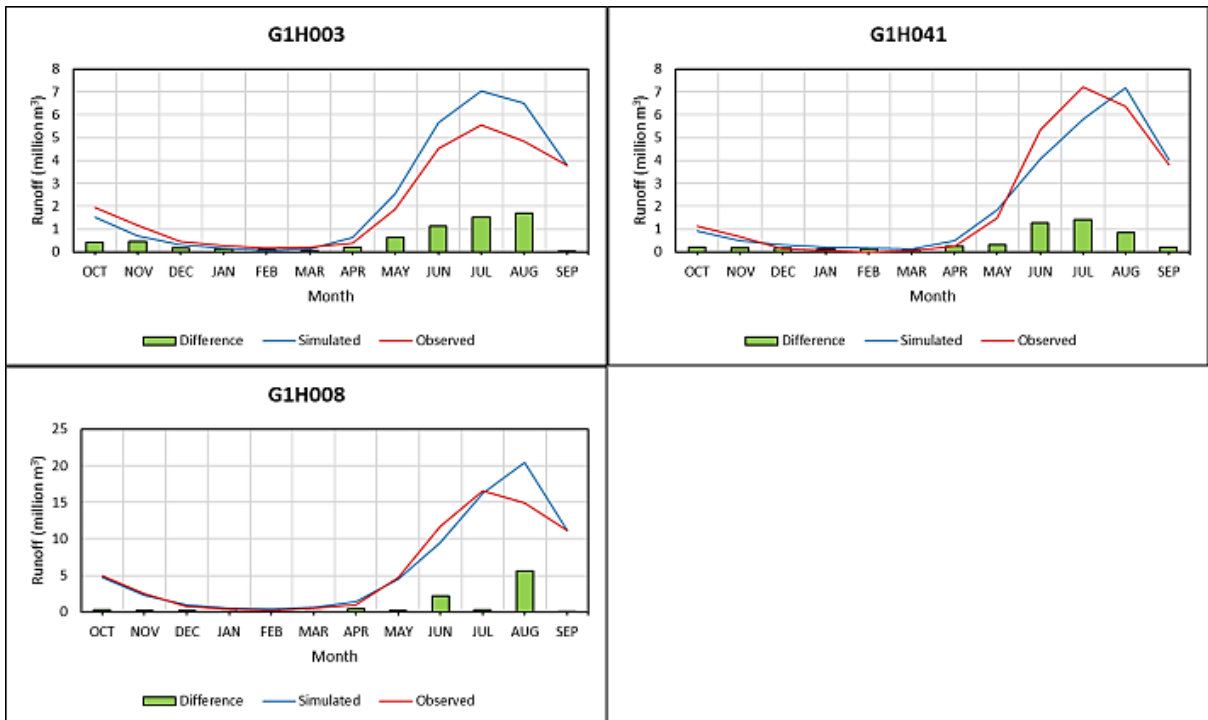 G1H003
8
7
6
5
4
3
2
1
0
Runoff (million m³)
OCT NOV DEC JAN FEB MAR APR MAY JUN JUL AUG SEP
Month
Difference Simulated Observed
G1H041
8
7
6
5
4
3
2
1
0
Runoff (million m³)
OCT NOV DEC JAN FEB MAR APR MAY JUN JUL AUG SEP
Month
Difference Simulated Observed
G1H008
25
20
15
10
5
0
Runoff (million m³)
OCT NOV DEC JAN FEB MAR APR MAY JUN JUL AUG SEP
Month
Difference Simulated Observed